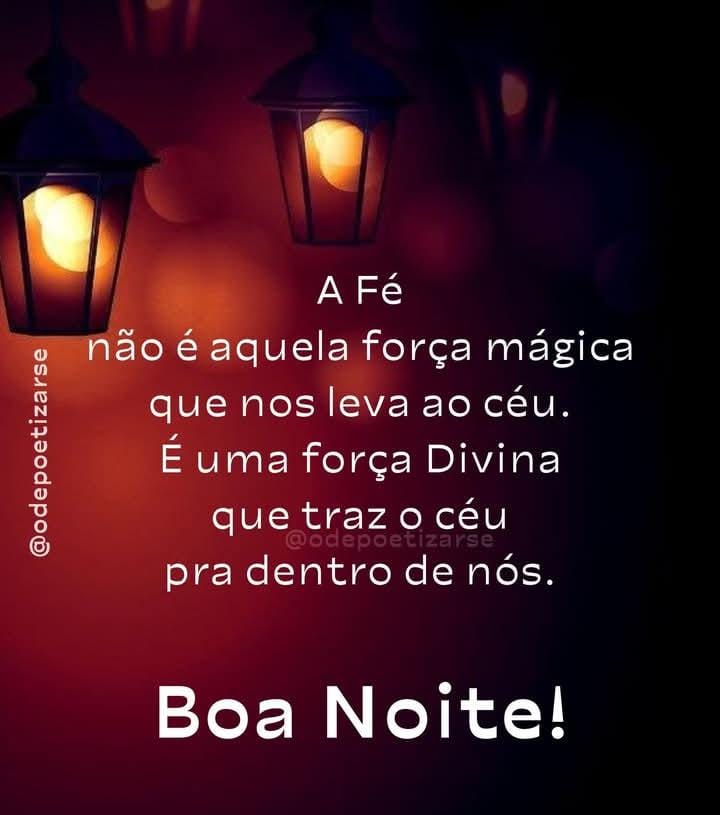 A Fé
não é aquela força mágica
que nos leva ao céu.
É uma força Divina
que traz o céu
@odepoetizarse
pra dentro de nós.
Boa Noite!
@odepoetizarse